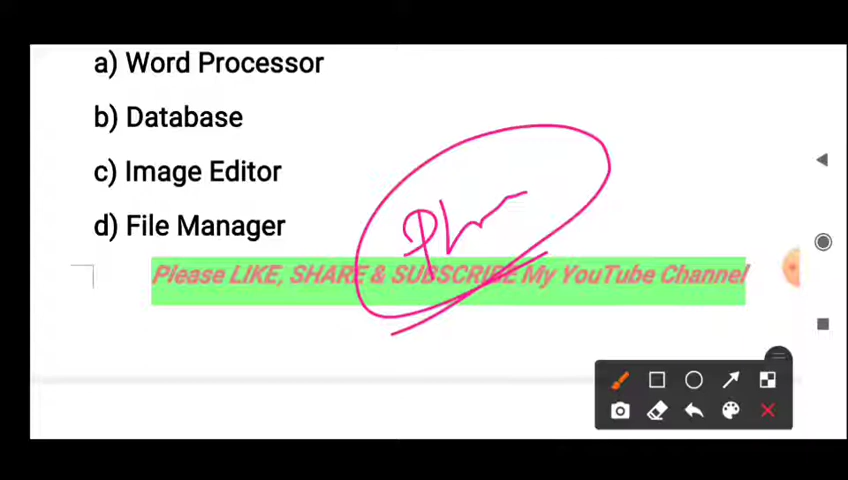 a) Word Processor
b) Database
c) Image Editor
d) File Manager
Please LIKE, SHARE & SUBSCRIBE My YouTube Channel